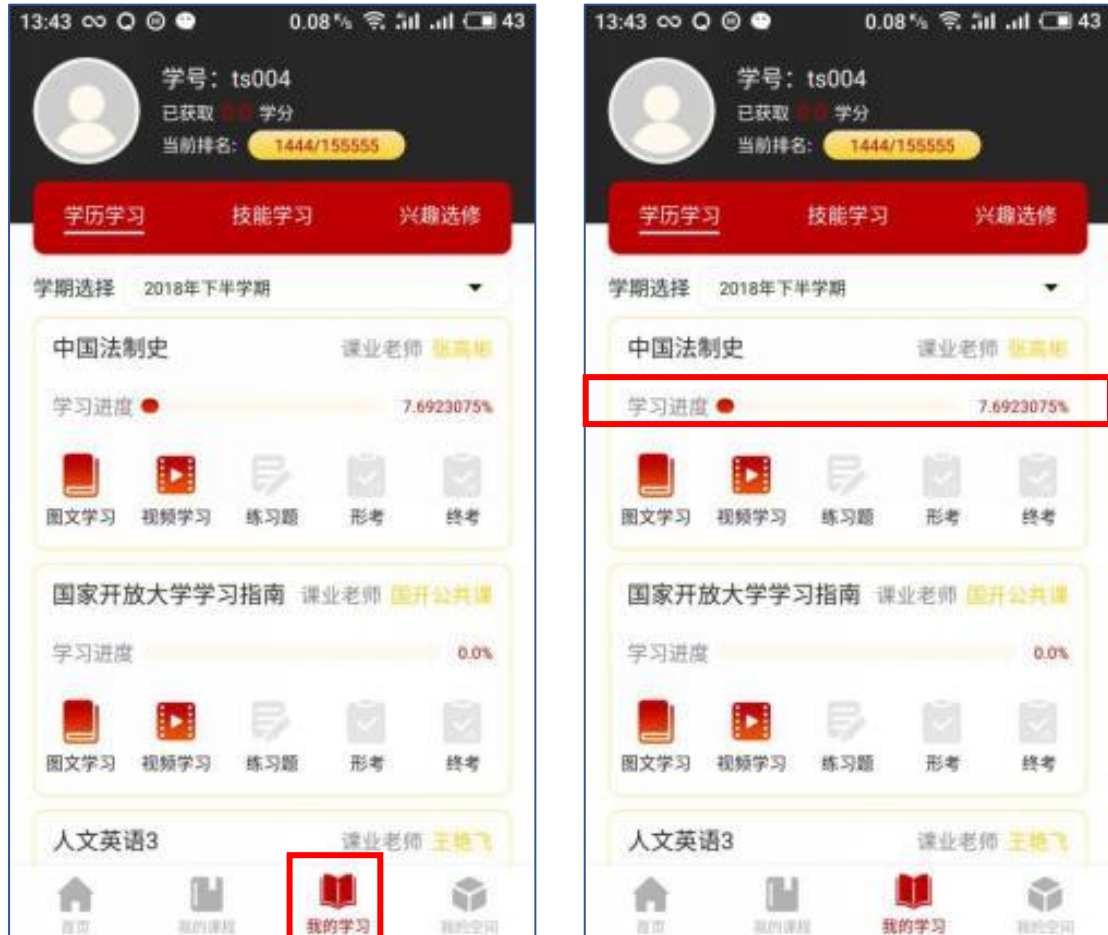 13:43 0.08 K/s 43
学号：ts004
已获取 0.0 学分
当前排名： 1444/155555
学历学习 技能学习 兴趣选修
学期选择 2018年下半学期
中国法制史 课业老师 张高彬
学习进度 7.6923075%
图文学习 视频学习 练习题 形考 终考
国家开放大学学习指南 课业老师 国开公共课
学习进度 0.0%
图文学习 视频学习 练习题 形考 终考
人文英语3 课业老师 王艳飞
首页 我的课程 我的学习 我的空间
13:43 0.08 K/s 43
学号：ts004
已获取 0.0 学分
当前排名： 1444/155555
学历学习 技能学习 兴趣选修
学期选择 2018年下半学期
中国法制史 课业老师 张高彬
学习进度 7.6923075%
图文学习 视频学习 练习题 形考 终考
国家开放大学学习指南 课业老师 国开公共课
学习进度 0.0%
图文学习 视频学习 练习题 形考 终考
人文英语3 课业老师 王艳飞
首页 我的课程 我的学习 我的空间